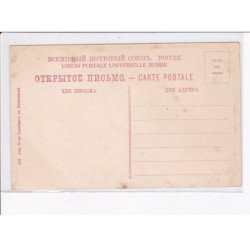 ВСЕМІРНЫЙ ПОЧТОВЫЙ СОЮЗЪ. РОССІЯ.
UNION POSTALE UNIVERSELLE RUSSIE
ОТКРЫТОЕ ПИСЬМО. — CARTE POSTALE
ДЛЯ ПИСЬМА.
ДЛЯ АДРЕСА